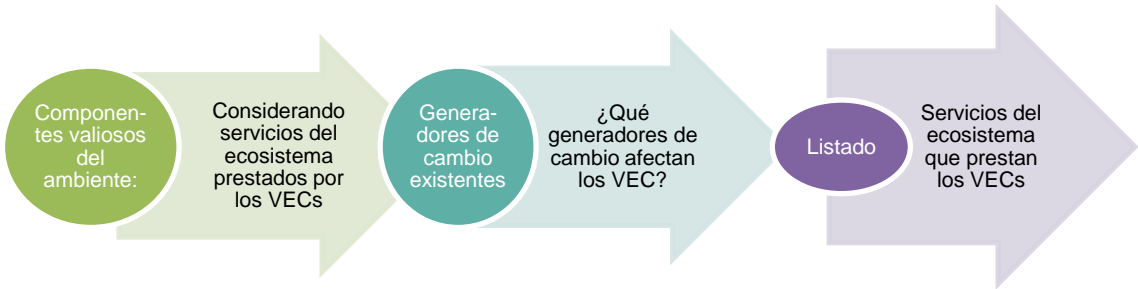 Componen-
tes valiosos
del
ambiente:
Considerando
servicios del
ecosistema
prestados por
los VECs
Genera-
dores de
cambio
existentes
¿Qué
generadores de
cambio afectan
los VEC?
Listado
Servicios del
ecosistema
que prestan
los VECs